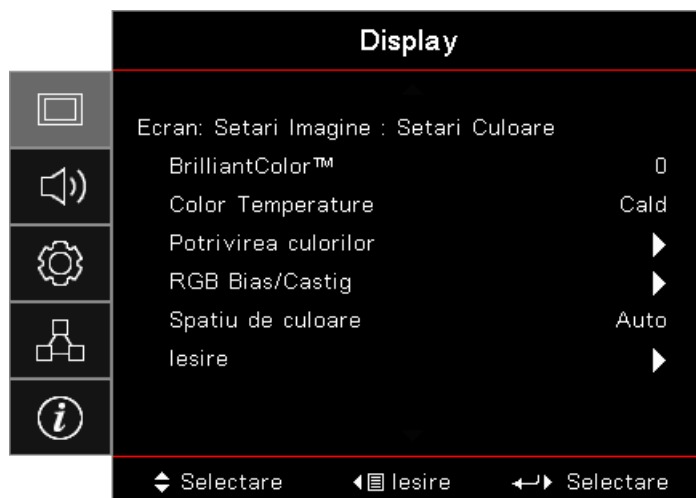 Display
Ecran: Setari Imagine : Setari Culoare
BrilliantColor™ 0
Color Temperature Cald
Potrivirea culorilor
RGB Bias/Castig
Spatiu de culoare Auto
Iesire
Selectare Iesire Selectare